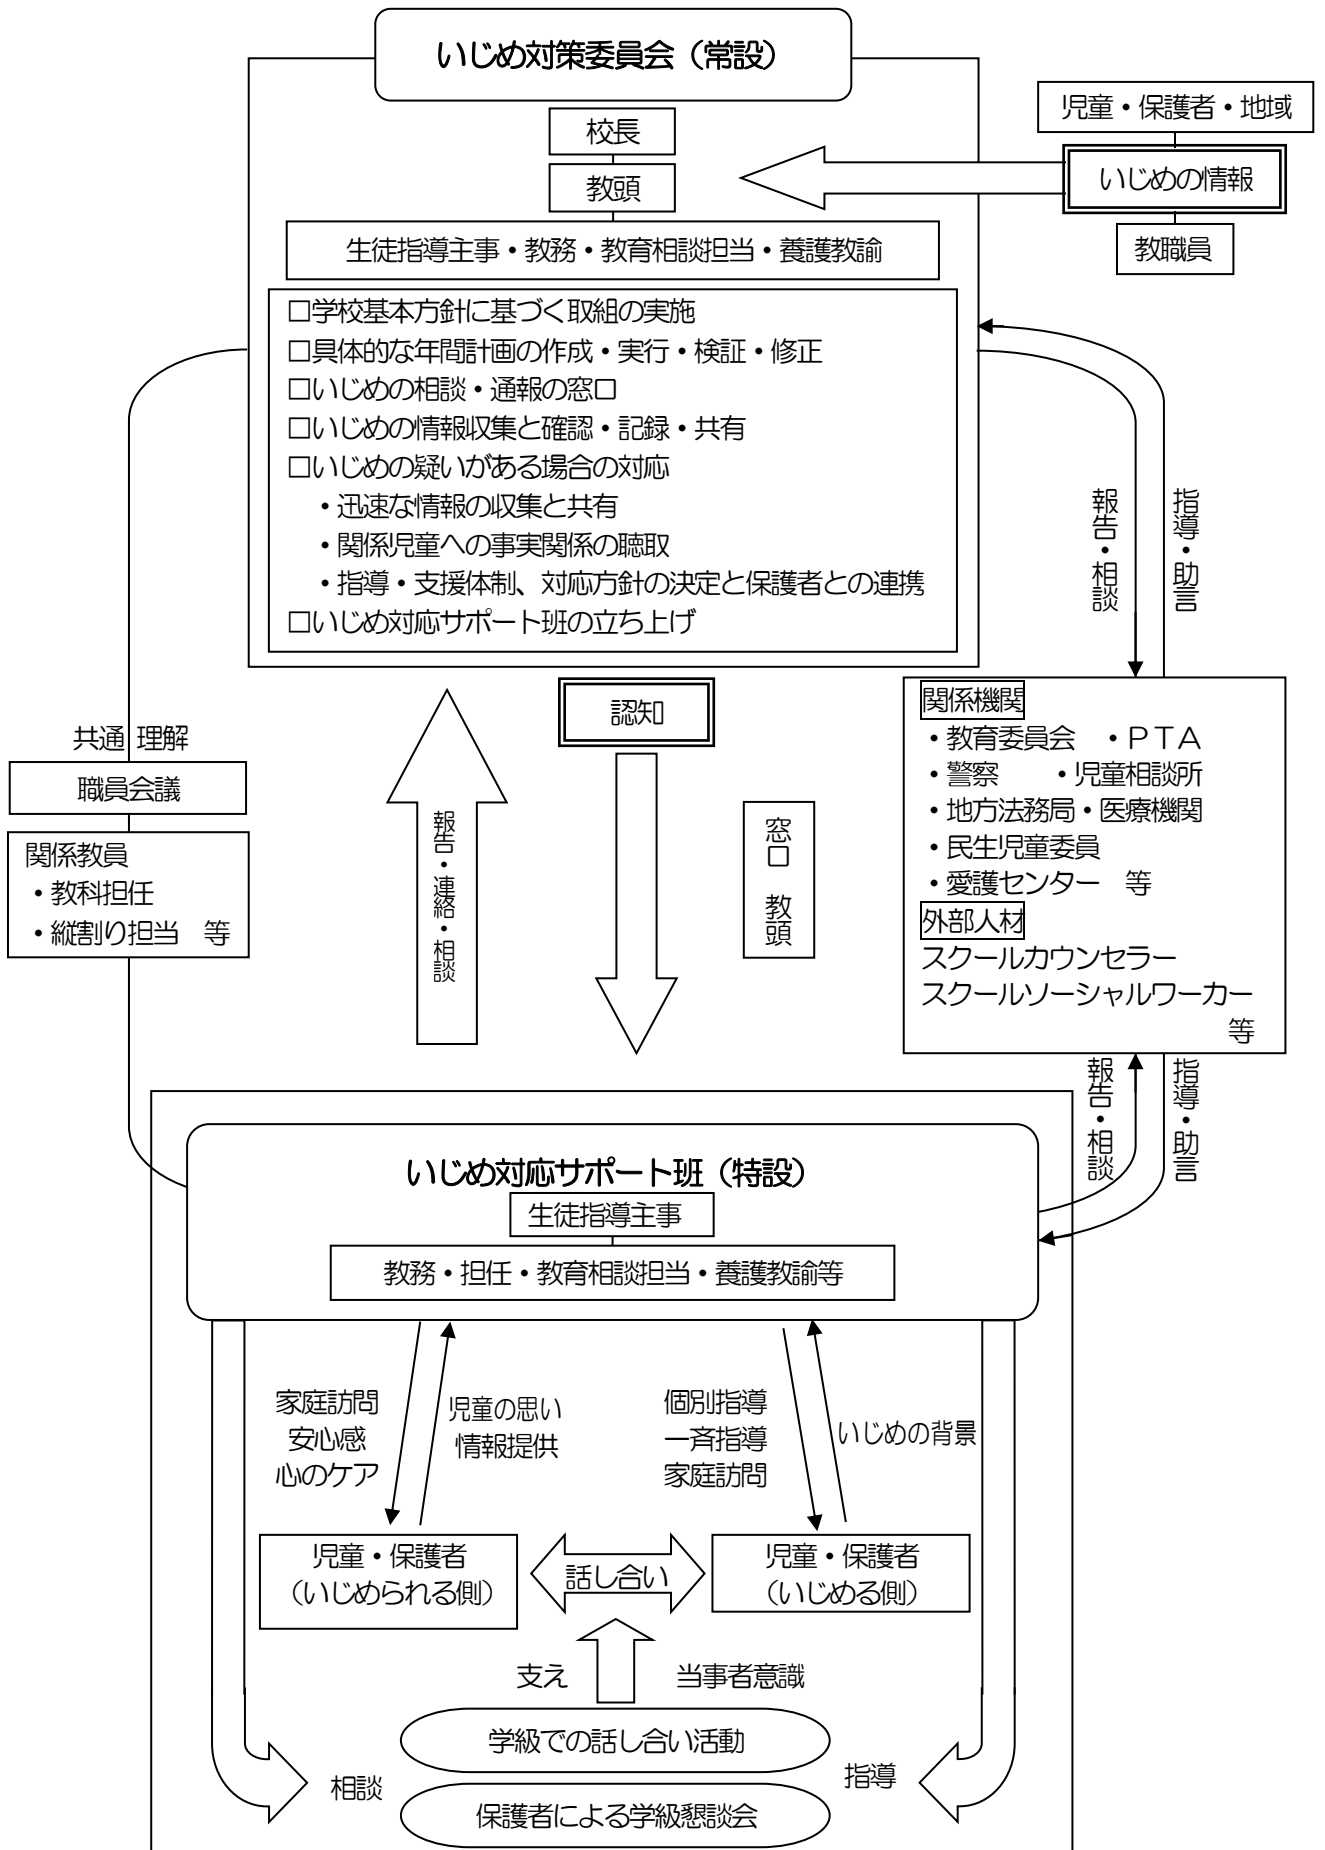 いじめ対策委員会（常設）
校長
教頭
生徒指導主事・教務・教育相談担当・養護教諭
児童・保護者・地域
いじめの情報
教職員
□学校基本方針に基づく取組の実施
□具体的な年間計画の作成・実行・検証・修正
□いじめの相談・通報の窓口
□いじめの情報収集と確認・記録・共有
□いじめの疑いがある場合の対応
・迅速な情報の収集と共有
・関係児童への事実関係の聴取
・指導・支援体制、対応方針の決定と保護者との連携
□いじめ対応サポート班の立ち上げ
報告・相談
指導・助言
認知
共通 理解
職員会議
関係教員
・教科担任
・縦割り担当　等
報告・連絡・相談
窓口　教頭
関係機関
・教育委員会　・ＰＴＡ
・警察　　・児童相談所
・地方法務局・医療機関
・民生児童委員
・愛護センター　等
外部人材
スクールカウンセラー
スクールソーシャルワーカー
等
報告・相談
指導・助言
いじめ対応サポート班（特設）
生徒指導主事
教務・担任・教育相談担当・養護教諭等
家庭訪問
安心感
心のケア
児童の思い
情報提供
個別指導
一斉指導
家庭訪問
いじめの背景
児童・保護者
（いじめられる側）
話し合い
児童・保護者
（いじめる側）
支え
当事者意識
学級での話し合い活動
相談
指導
保護者による学級懇談会